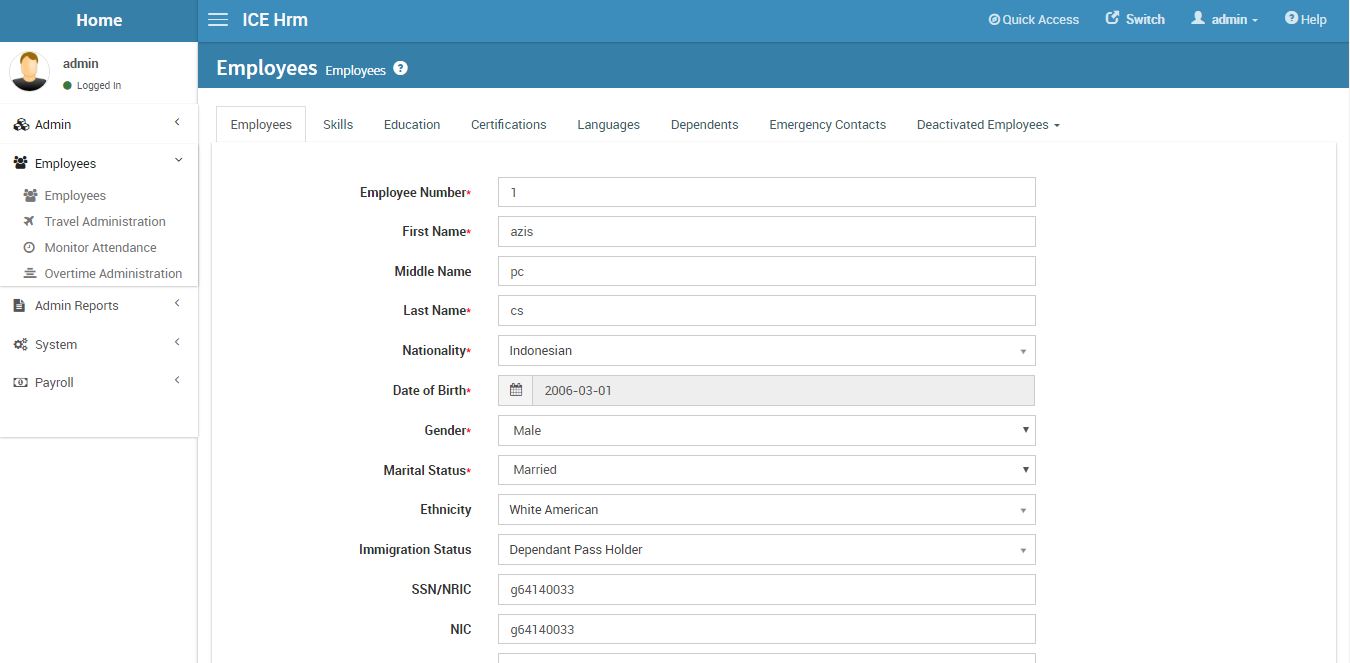 Home
ICE Hrm
Quick Access
Switch
admin
Help
admin
Logged In
Employees Employees
Admin
Employees
Employees
Travel Administration
Monitor Attendance
Overtime Administration
Admin Reports
System
Payroll
Employees Skills Education Certifications Languages Dependents Emergency Contacts Deactivated Employees
Employee Number* 1
First Name* azis
Middle Name pc
Last Name* cs
Nationality* Indonesian
Date of Birth* 2006-03-01
Gender* Male
Marital Status* Married
Ethnicity White American
Immigration Status Dependant Pass Holder
SSN/NRIC g64140033
NIC g64140033